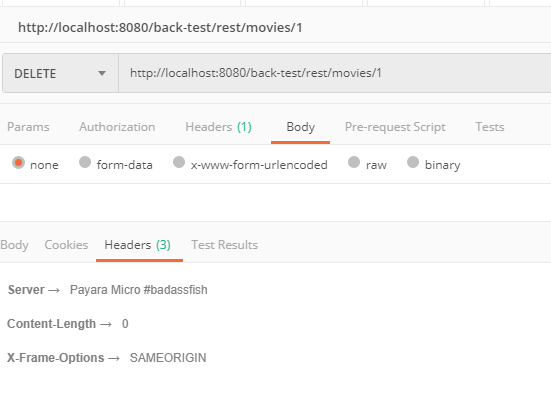 http://localhost:8080/back-test/rest/movies/1
DELETE http://localhost:8080/back-test/rest/movies/1
Params Authorization Headers (1) Body Pre-request Script Tests
none form-data x-www-form-urlencoded raw binary
Body Cookies Headers (3) Test Results
Server → Payara Micro #badassfish
Content-Length → 0
X-Frame-Options → SAMEORIGIN